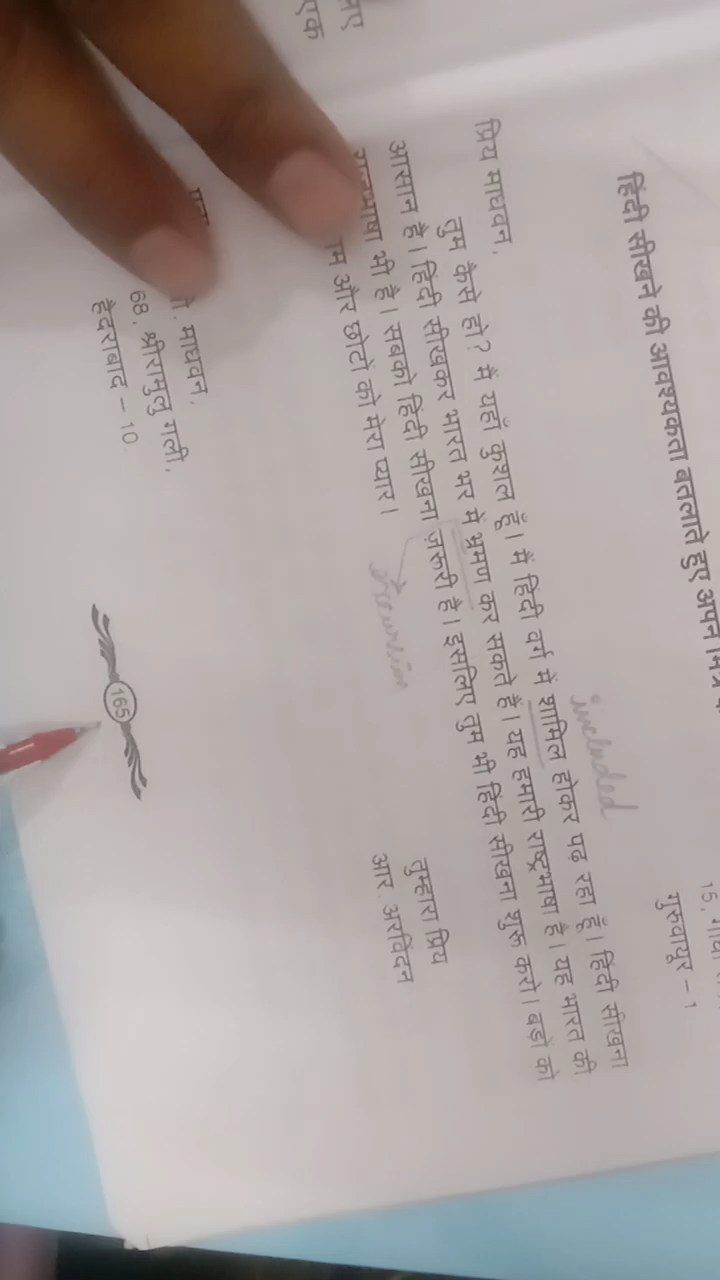 एक
हिंदी सीखने की आवश्यकता बतलाते हुए अपने मित्र
गुरुवायूर – 1
प्रिय माधवन,
तुम कैसे हो? मैं यहाँ कुशल हूँ। मैं हिंदी वर्ग में शामिल होकर पढ रहा हूँ। हिंदी सीखना
included
आसान है। हिंदी सीखकर भारत भर में भ्रमण कर सकते हैं। यह हमारी राष्ट्रभाषा है। यह भारत की
भी है। सबको हिंदी सीखना ज़रूरी है। इसलिए तुम भी हिंदी सीखना शुरु करो। बडों को
और छोटों को मेरा प्यार।
excursion
तुम्हारा प्रिय
आर. अरविंदन
माधवन,
68, श्रीरामुलु गली,
हैदराबाद – 10.
165